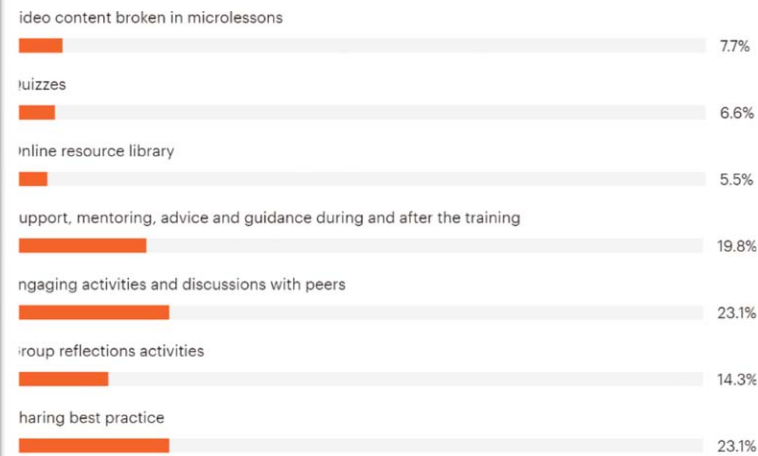 ideo content broken in microlessons
7.7%
uizzes
6.6%
nline resource library
5.5%
upport, mentoring, advice and guidance during and after the training
19.8%
ngaging activities and discussions with peers
23.1%
roup reflections activities
14.3%
haring best practice
23.1%